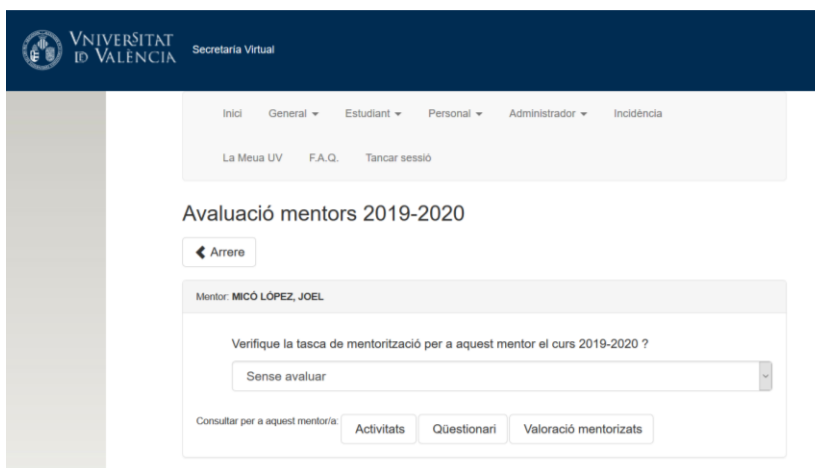 VNIVERSITAT
ID VALÈNCIA
Secretaria Virtual
Inici General Estudiant Personal Administrador Incidència
La Meua UV F.A.Q. Tancar sessió
Avaluació mentors 2019-2020
Arrere
Mentor: MICÓ LÓPEZ, JOEL
Verifique la tasca de mentorització per a aquest mentor el curs 2019-2020 ?
Sense avaluar
Consultar per a aquest mentor/a: Activitats Qüestionari Valoració mentorizats